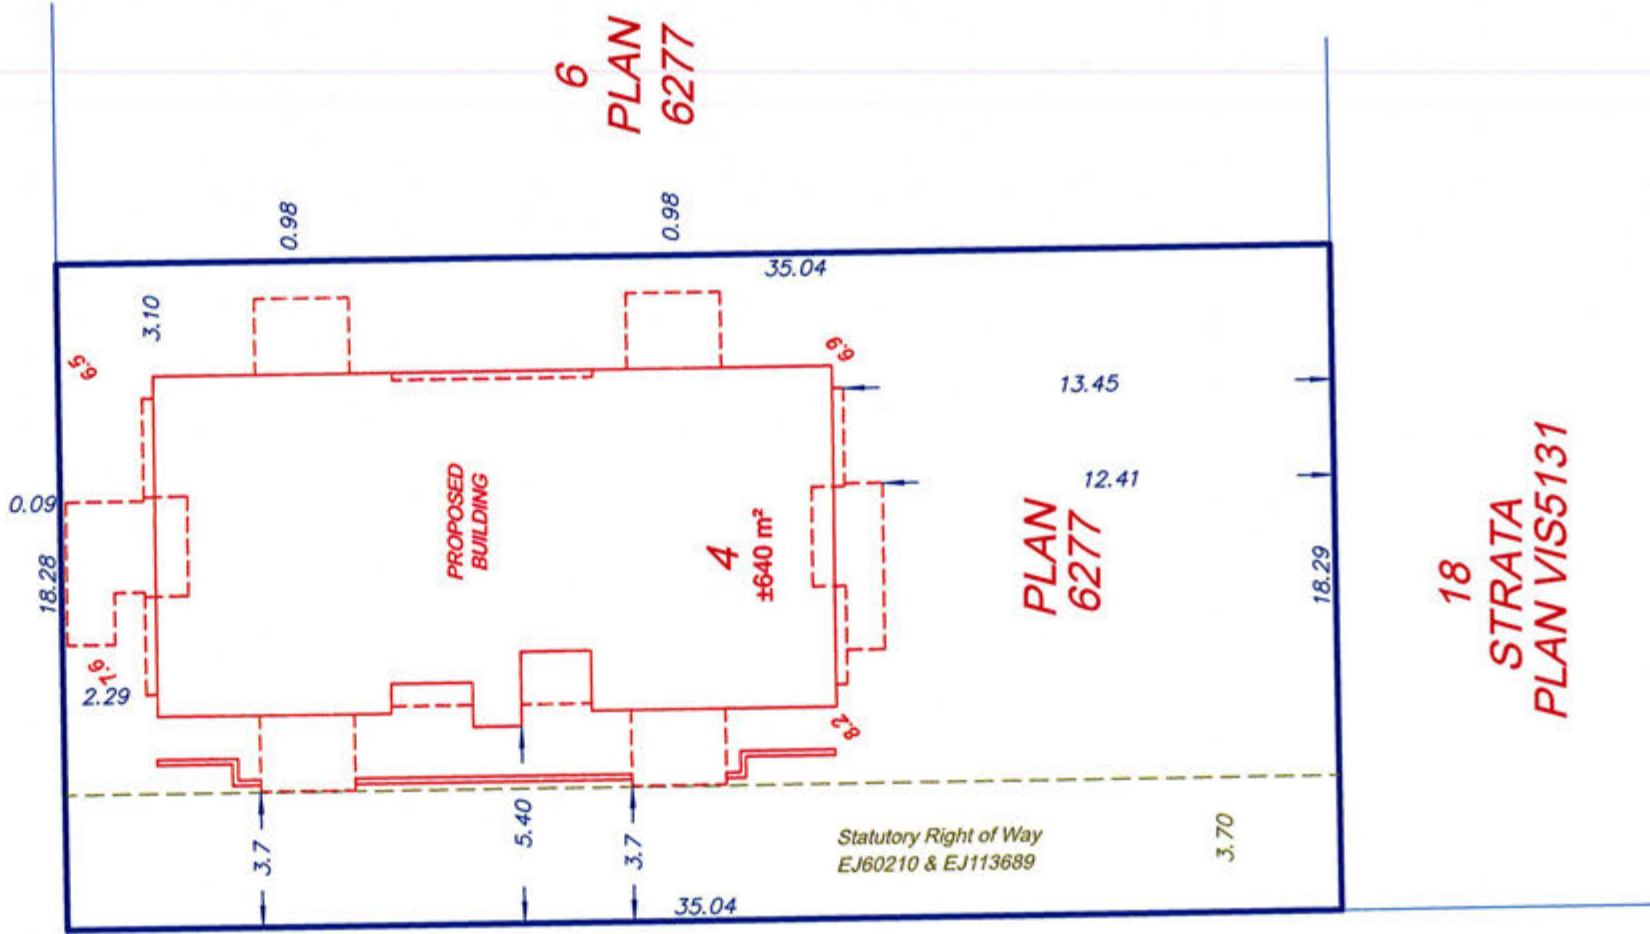 6
PLAN
6277
0.98
0.98
35.04
3.10
6.5
6.9
13.45
12.41
0.09
18.28
PROPOSED
BUILDING
4
±640 m²
PLAN
6277
18.29
18
STRATA
PLAN VIS5131
7.6
2.29
8.2
3.7
5.40
3.7
Statutory Right of Way
EJ60210 & EJ113689
3.70
35.04